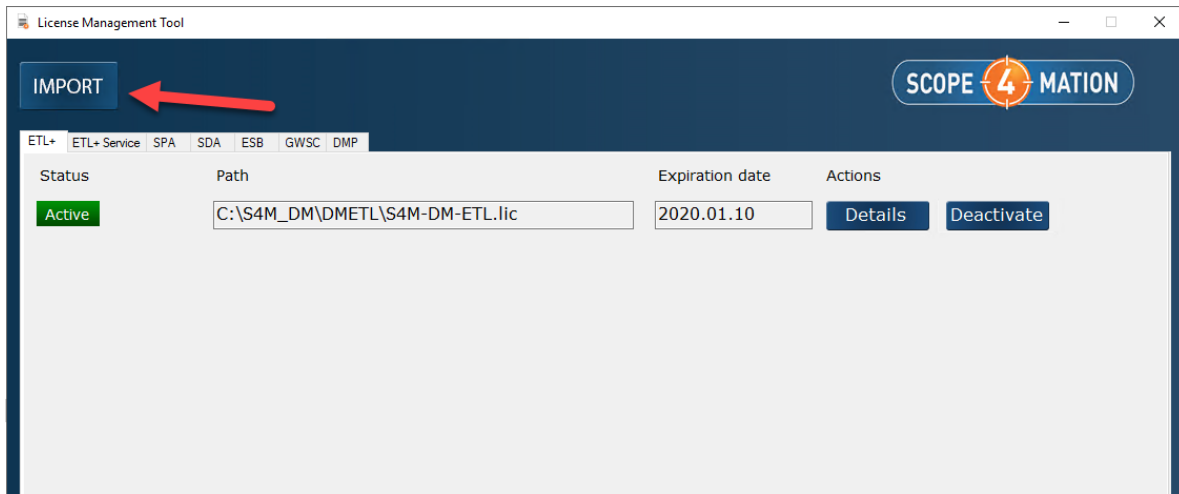 License Management Tool
IMPORT
SCOPE 4 MATION
ETL+ ETL+ Service SPA SDA ESB GWSC DMP
Status Path Expiration date Actions
Active C:\S4M_DM\DMETL\S4M-DM-ETL.lic 2020.01.10 Details Deactivate